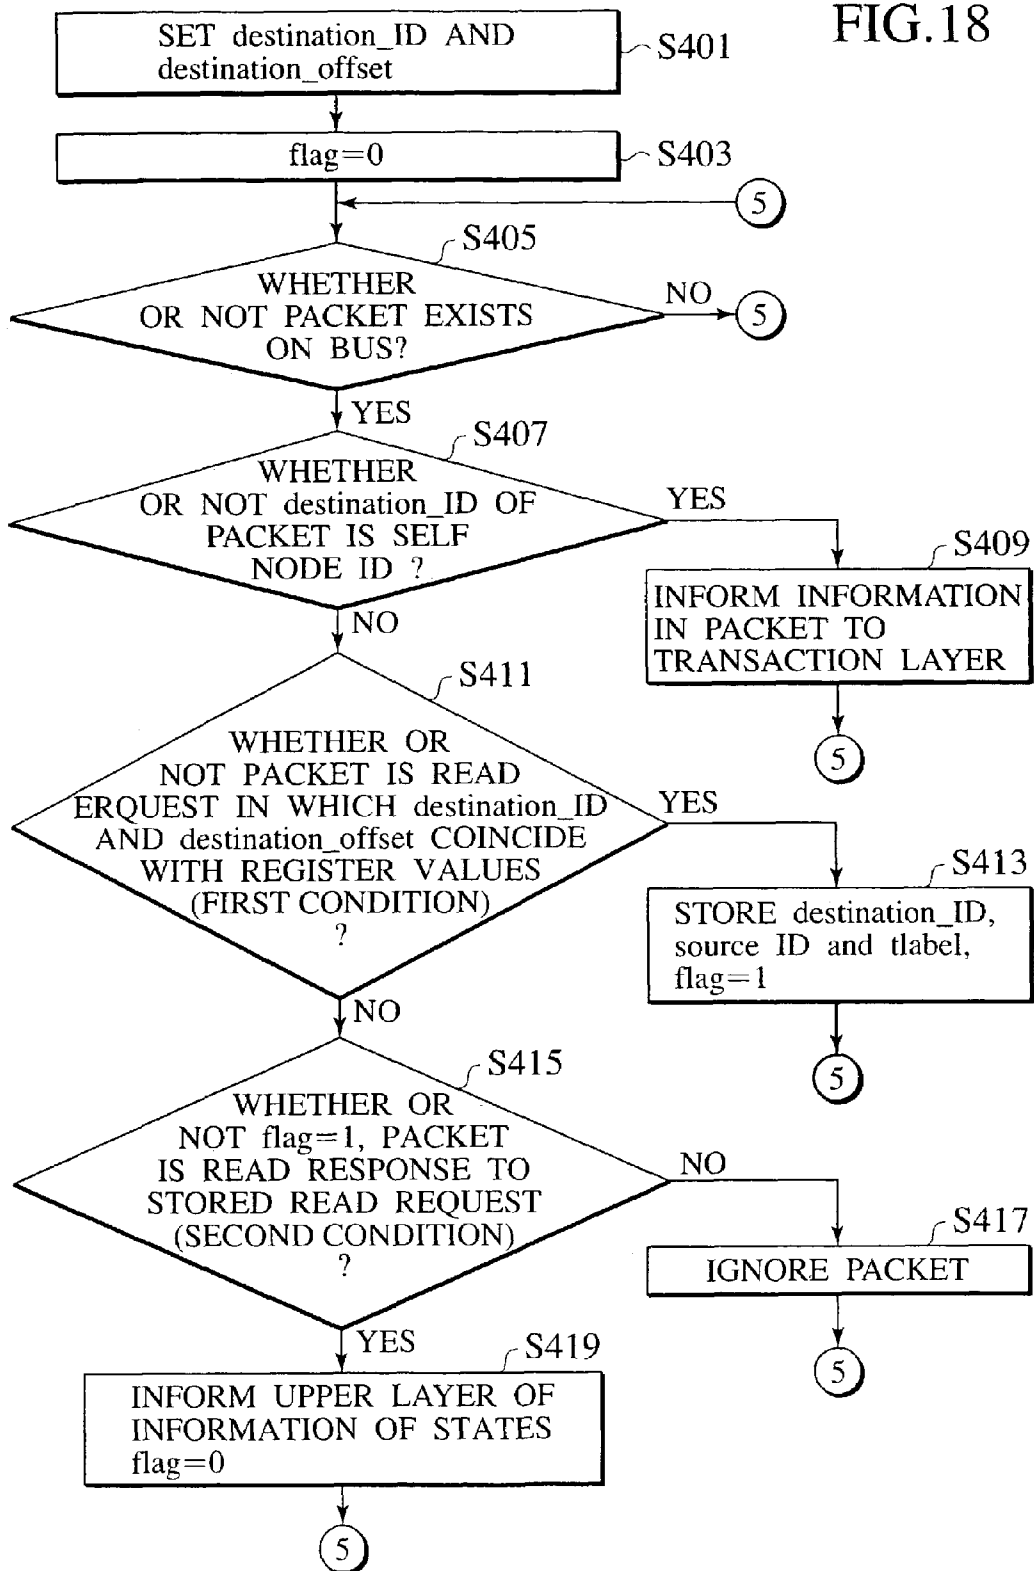 FIG.18
SET destination_ID AND
destination_offset
S401
flag=0
S403
5
S405
WHETHER
OR NOT PACKET EXISTS
ON BUS?
NO
5
YES
S407
WHETHER
OR NOT destination_ID OF
PACKET IS SELF
NODE ID ?
YES
S409
INFORM INFORMATION
IN PACKET TO
TRANSACTION LAYER
5
NO
S411
WHETHER OR
NOT PACKET IS READ
ERQUEST IN WHICH destination_ID
AND destination_offset COINCIDE
WITH REGISTER VALUES
(FIRST CONDITION)
?
YES
S413
STORE destination_ID,
source ID and tlabel,
flag=1
5
NO
S415
WHETHER OR
NOT flag=1, PACKET
IS READ RESPONSE TO
STORED READ REQUEST
(SECOND CONDITION)
?
NO
S417
IGNORE PACKET
5
YES
S419
INFORM UPPER LAYER OF
INFORMATION OF STATES
flag=0
5